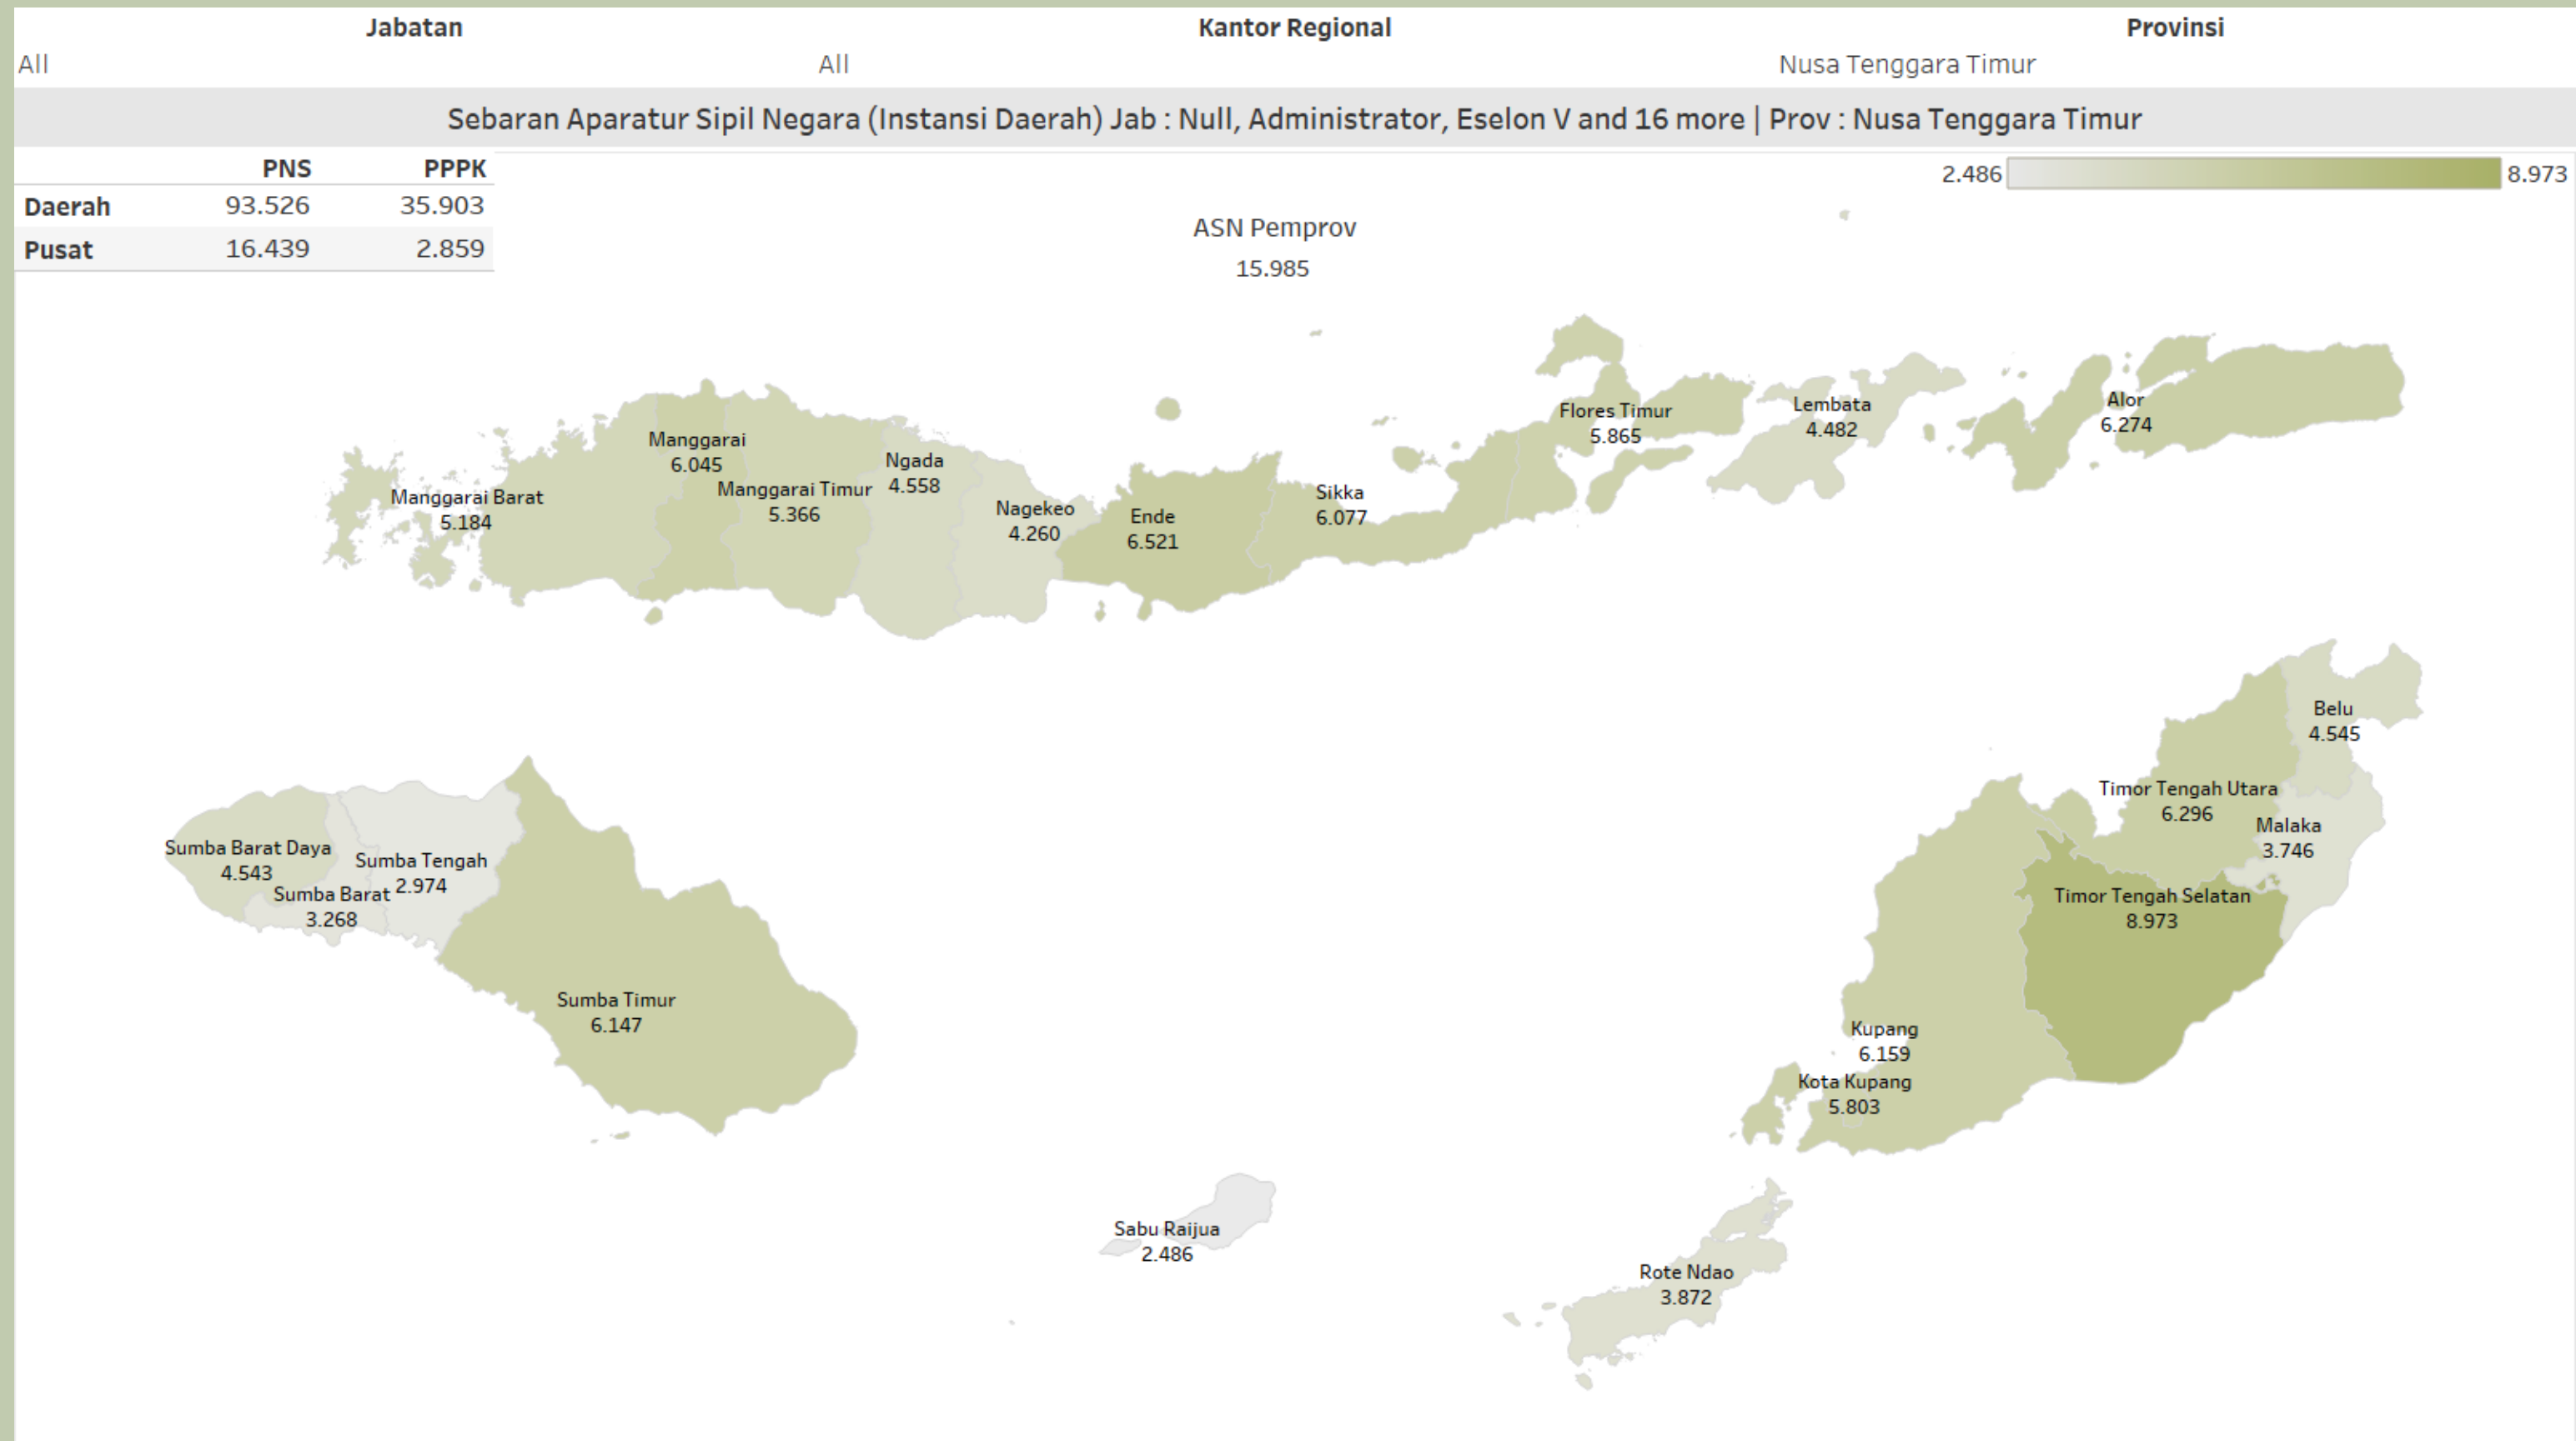 Jabatan
Kantor Regional
Provinsi
All
All
Nusa Tenggara Timur
Sebaran Aparatur Sipil Negara (Instansi Daerah) Jab : Null, Administrator, Eselon V and 16 more | Prov : Nusa Tenggara Timur
PNS PPPK
Daerah 93.526 35.903
Pusat 16.439 2.859
2.486 8.973
ASN Pemprov
15.985
Manggarai Barat
5.184
Manggarai
6.045
Manggarai Timur
5.366
Ngada
4.558
Nagekeo
4.260
Ende
6.521
Sikka
6.077
Flores Timur
5.865
Lembata
4.482
Alor
6.274
Belu
4.545
Timor Tengah Utara
6.296
Malaka
3.746
Timor Tengah Selatan
8.973
Sumba Barat Daya
4.543
Sumba Tengah
2.974
Sumba Barat
3.268
Sumba Timur
6.147
Kupang
6.159
Kota Kupang
5.803
Sabu Raijua
2.486
Rote Ndao
3.872